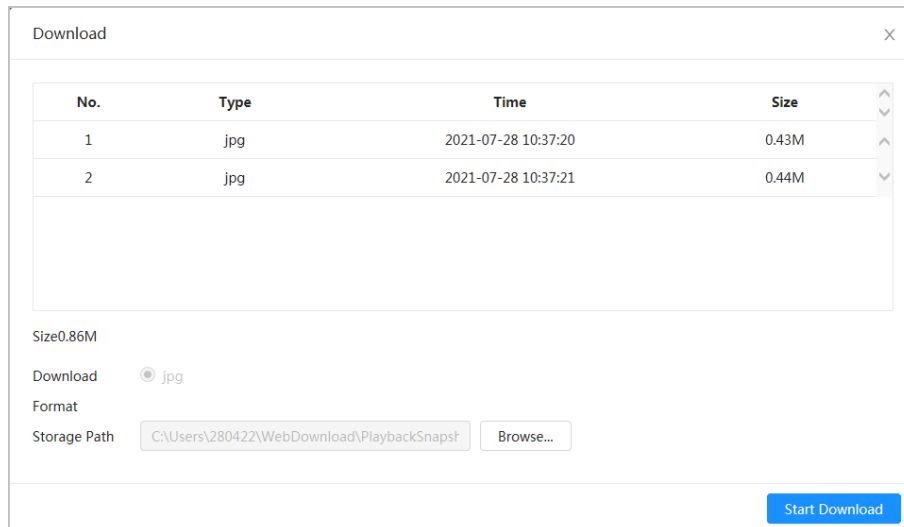 Download
No. Type Time Size
1 jpg 2021-07-28 10:37:20 0.43M
2 jpg 2021-07-28 10:37:21 0.44M
Size0.86M
Download jpg
Format
Storage Path C:\Users\280422\WebDownload\PlaybackSnapsh Browse...
Start Download